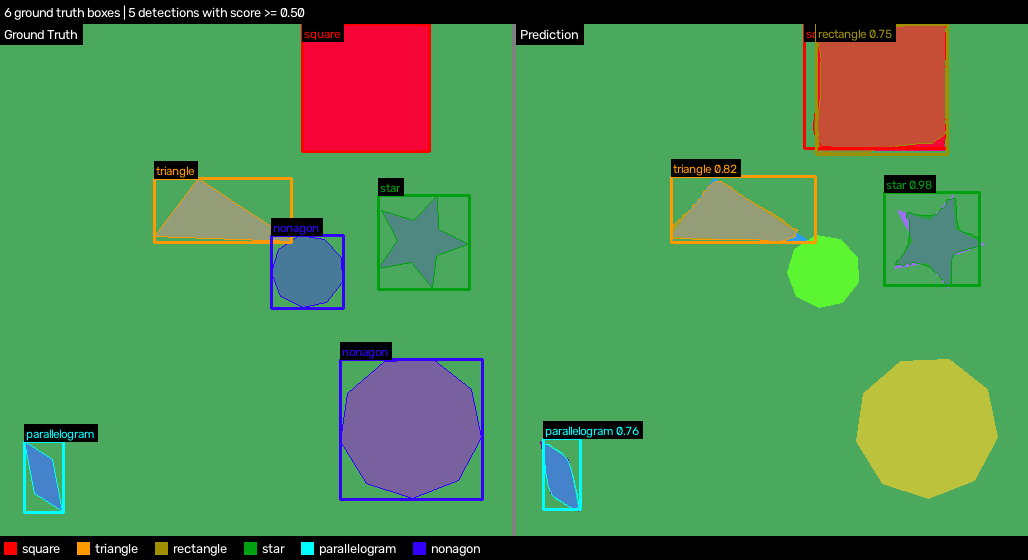 6 ground truth boxes | 5 detections with score >= 0.50
Ground Truth
square
triangle
star
nonagon
nonagon
parallelogram
Prediction
rectangle 0.75
triangle 0.82
star 0.98
parallelogram 0.76
square
triangle
rectangle
star
parallelogram
nonagon